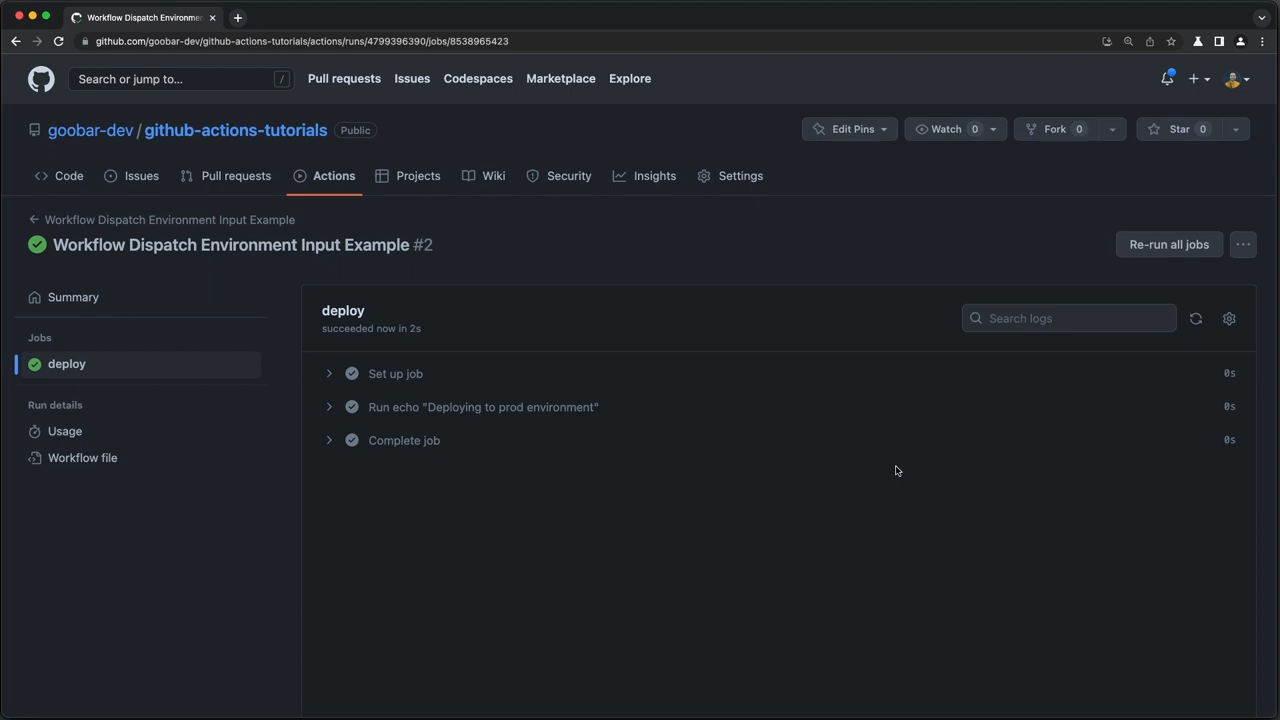 Workflow Dispatch Environmen
github.com/goobar-dev/github-actions-tutorials/actions/runs/4799396390/jobs/8538965423
Search or jump to... /
Pull requests Issues Codespaces Marketplace Explore
goobar-dev / github-actions-tutorials Public
Edit Pins Watch 0 Fork 0 Star 0
Code Issues Pull requests Actions Projects Wiki Security Insights Settings
Workflow Dispatch Environment Input Example
Workflow Dispatch Environment Input Example #2
Re-run all jobs
Summary
Jobs
deploy
Run details
Usage
Workflow file
deploy
succeeded now in 2s
Search logs
Set up job 0s
Run echo "Deploying to prod environment" 0s
Complete job 0s